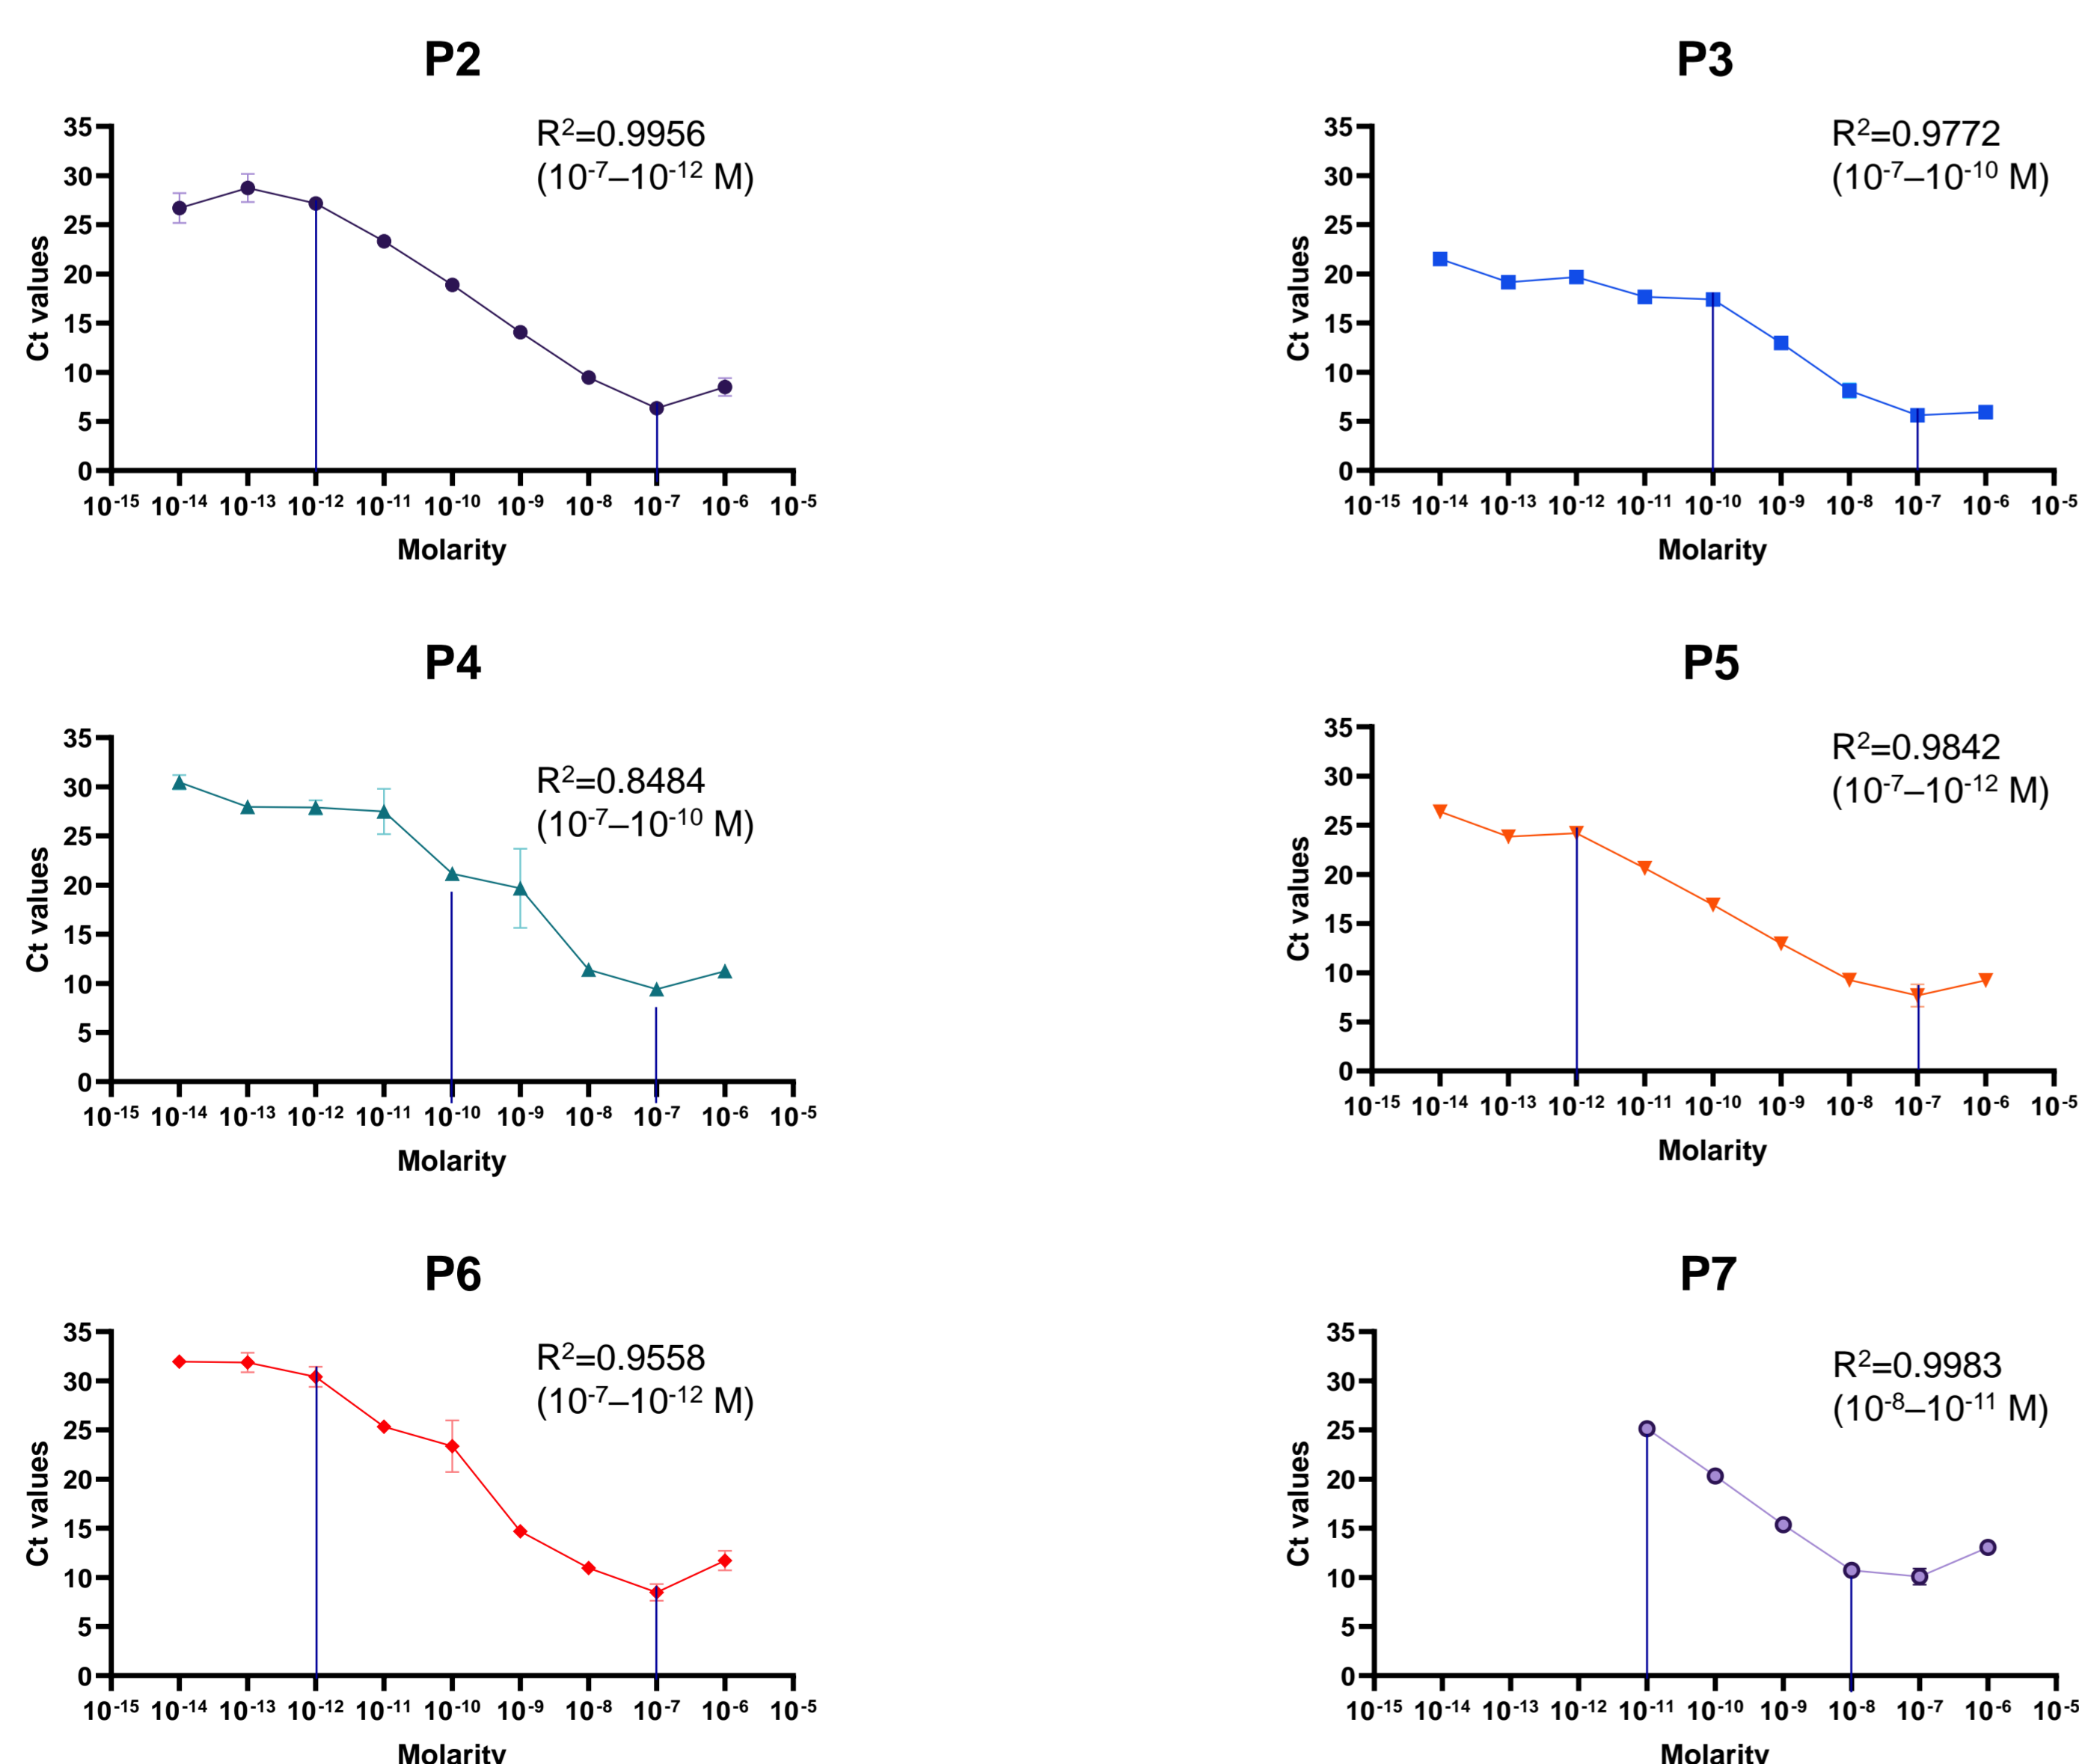 P2
R²=0.9956
(10⁻⁷–10⁻¹² M)
Ct values
35
30
25
20
15
10
5
0
10⁻¹⁵ 10⁻¹⁴ 10⁻¹³ 10⁻¹² 10⁻¹¹ 10⁻¹⁰ 10⁻⁹ 10⁻⁸ 10⁻⁷ 10⁻⁶ 10⁻⁵
Molarity
P3
R²=0.9772
(10⁻⁷–10⁻¹⁰ M)
Ct values
35
30
25
20
15
10
5
0
10⁻¹⁵ 10⁻¹⁴ 10⁻¹³ 10⁻¹² 10⁻¹¹ 10⁻¹⁰ 10⁻⁹ 10⁻⁸ 10⁻⁷ 10⁻⁶ 10⁻⁵
Molarity
P4
R²=0.8484
(10⁻⁷–10⁻¹⁰ M)
Ct values
35
30
25
20
15
10
5
0
10⁻¹⁵ 10⁻¹⁴ 10⁻¹³ 10⁻¹² 10⁻¹¹ 10⁻¹⁰ 10⁻⁹ 10⁻⁸ 10⁻⁷ 10⁻⁶ 10⁻⁵
Molarity
P5
R²=0.9842
(10⁻⁷–10⁻¹² M)
Ct values
35
30
25
20
15
10
5
0
10⁻¹⁵ 10⁻¹⁴ 10⁻¹³ 10⁻¹² 10⁻¹¹ 10⁻¹⁰ 10⁻⁹ 10⁻⁸ 10⁻⁷ 10⁻⁶ 10⁻⁵
Molarity
P6
R²=0.9558
(10⁻⁷–10⁻¹² M)
Ct values
35
30
25
20
15
10
5
0
10⁻¹⁵ 10⁻¹⁴ 10⁻¹³ 10⁻¹² 10⁻¹¹ 10⁻¹⁰ 10⁻⁹ 10⁻⁸ 10⁻⁷ 10⁻⁶ 10⁻⁵
Molarity
P7
R²=0.9983
(10⁻⁸–10⁻¹¹ M)
Ct values
35
30
25
20
15
10
5
0
10⁻¹⁵ 10⁻¹⁴ 10⁻¹³ 10⁻¹² 10⁻¹¹ 10⁻¹⁰ 10⁻⁹ 10⁻⁸ 10⁻⁷ 10⁻⁶ 10⁻⁵
Molarity